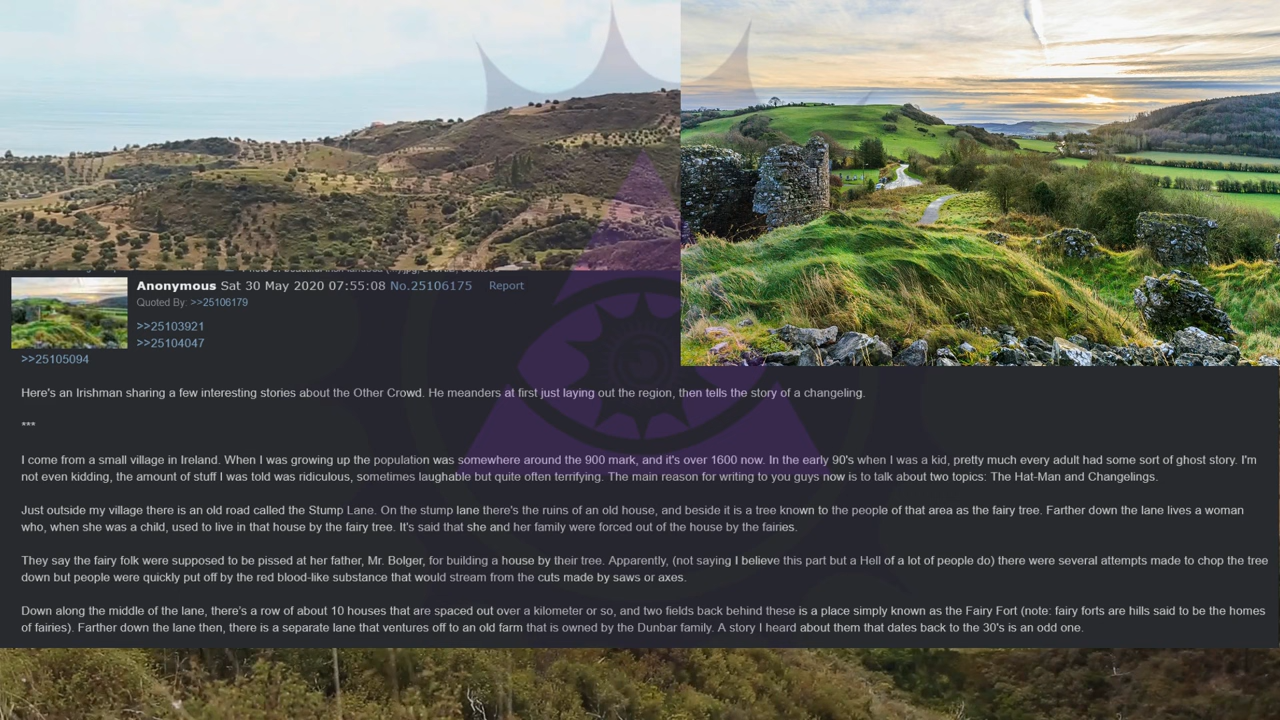 Anonymous Sat 30 May 2020 07:55:08 No.25106175 Report
Quoted By: >>25106179
>>25103921
>>25104047
>>25105094
Here's an Irishman sharing a few interesting stories about the Other Crowd. He meanders at first just laying out the region, then tells the story of a changeling.
***
I come from a small village in Ireland. When I was growing up the population was somewhere around the 900 mark, and it's over 1600 now. In the early 90's when I was a kid, pretty much every adult had some sort of ghost story. I'm
not even kidding, the amount of stuff I was told was ridiculous, sometimes laughable but quite often terrifying. The main reason for writing to you guys now is to talk about two topics: The Hat-Man and Changelings.
Just outside my village there is an old road called the Stump Lane. On the stump lane there's the ruins of an old house, and beside it is a tree known to the people of that area as the fairy tree. Farther down the lane lives a woman
who, when she was a child, used to live in that house by the fairy tree. It's said that she and her family were forced out of the house by the fairies.
They say the fairy folk were supposed to be pissed at her father, Mr. Bolger, for building a house by their tree. Apparently, (not saying I believe this part but a Hell of a lot of people do) there were several attempts made to chop the tree
down but people were quickly put off by the red blood-like substance that would stream from the cuts made by saws or axes.
Down along the middle of the lane, there's a row of about 10 houses that are spaced out over a kilometer or so, and two fields back behind these is a place simply known as the Fairy Fort (note: fairy forts are hills said to be the homes
of fairies). Farther down the lane then, there is a separate lane that ventures off to an old farm that is owned by the Dunbar family. A story I heard about them that dates back to the 30's is an odd one.